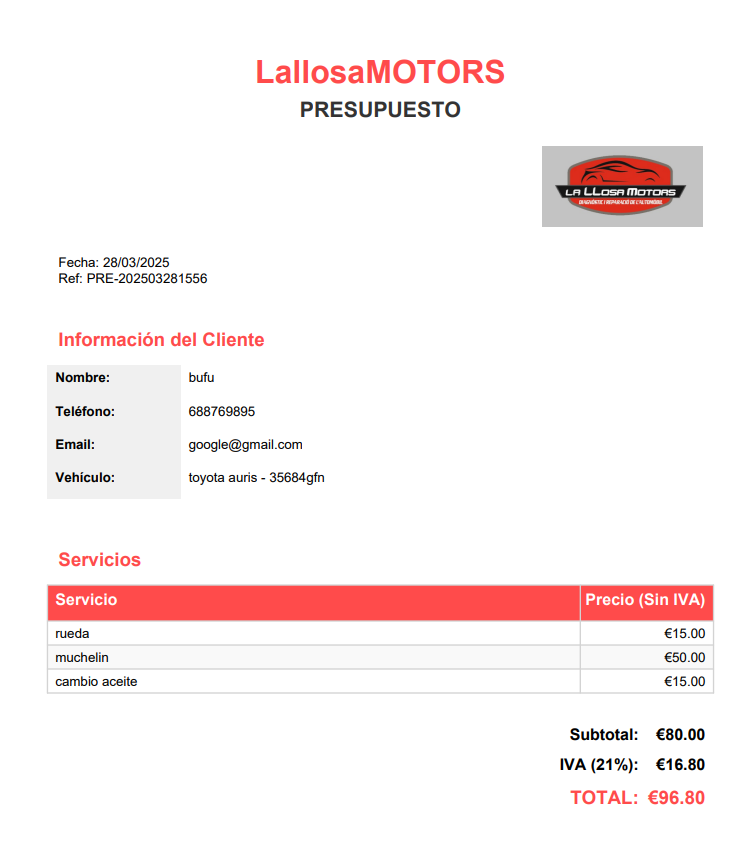 LallosaMOTORS
PRESUPUESTO
LA LLOSA MOTORS
DIAGNÒSTIC I REPARACIÓ DE L'AUTOMÒBIL
Fecha: 28/03/2025
Ref: PRE-202503281556
Información del Cliente
Nombre: bufu
Teléfono: 688769895
Email: google@gmail.com
Vehículo: toyota auris - 35684gfn
Servicios
Servicio Precio (Sin IVA)
rueda €15.00
muchelin €50.00
cambio aceite €15.00
Subtotal: €80.00
IVA (21%): €16.80
TOTAL: €96.80